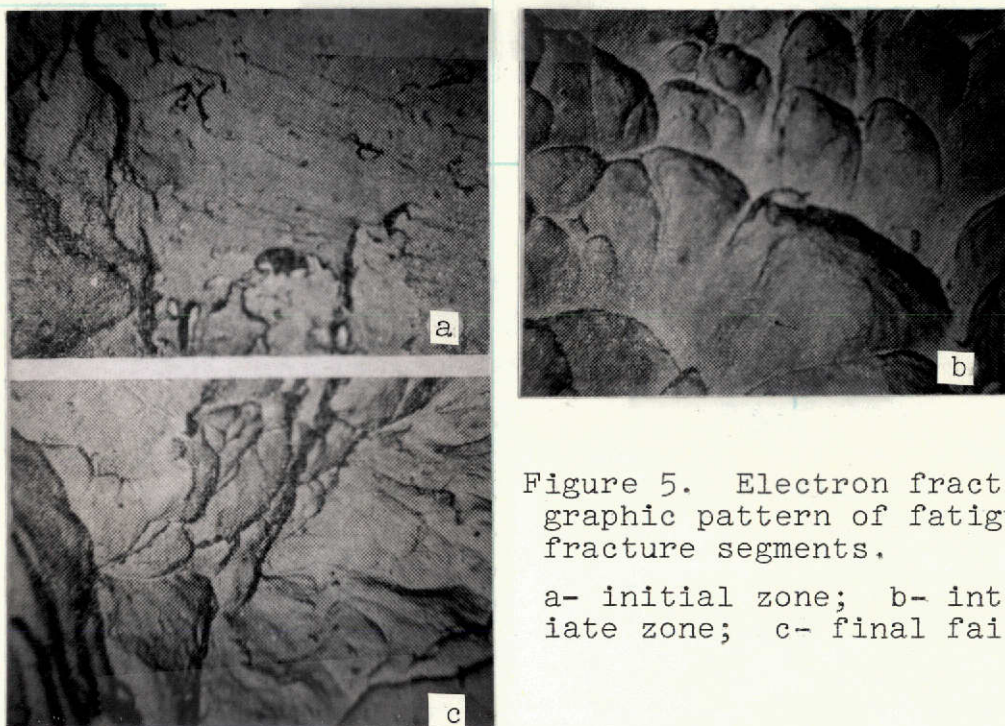 a
b
c
Figure 5. Electron fract
graphic pattern of fatig
fracture segments.
a- initial zone; b- int
iate zone; c- final fai